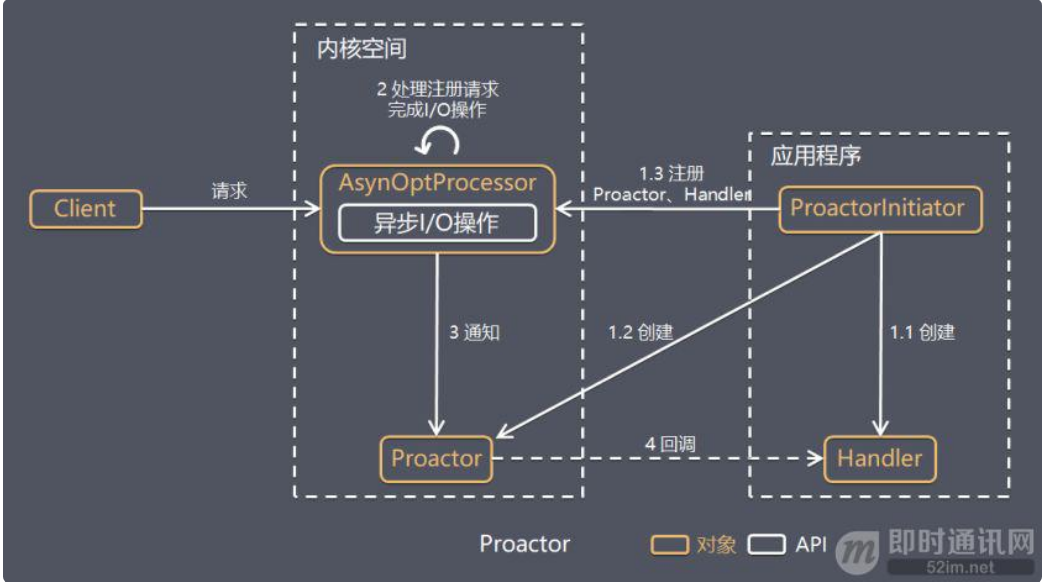 内核空间
2 处理注册请求
完成I/O操作
应用程序
AsynOptProcessor
1.3 注册
Proactor、Handler
请求
Client
异步I/O操作
ProactorInitiator
3 通知
1.2 创建
1.1 创建
Proactor
4 回调
Handler
Proactor
对象
API
即时通讯网
52im.net